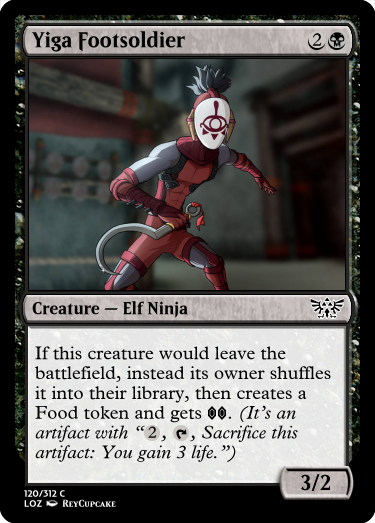 Yiga Footsoldier 2
Creature — Elf Ninja
If this creature would leave the
battlefield, instead its owner shuffles
it into their library, then creates a
Food token and gets . (It's an
artifact with “2, , Sacrifice this
artifact: You gain 3 life.”)
3/2
120/312 C
LOZ ReyCupcake